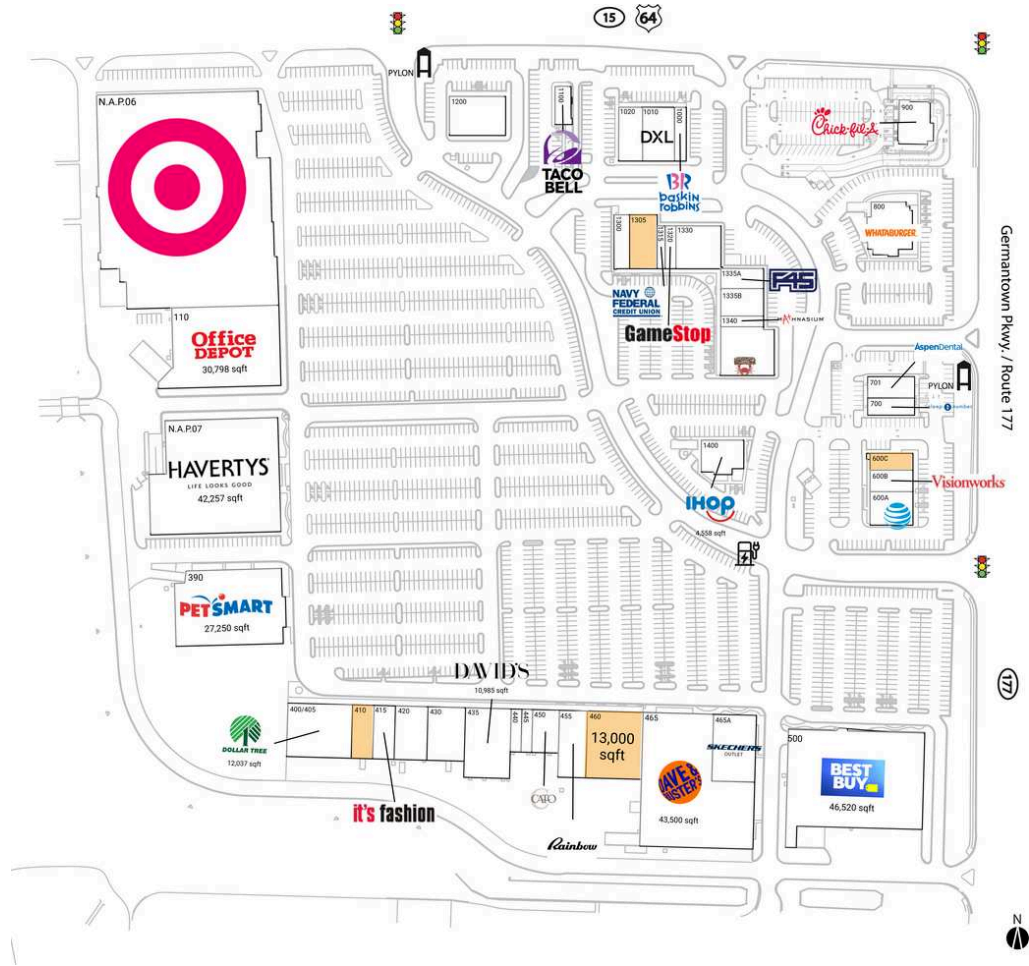 15
64
PYLON
N.A.P.06
1200
1100
TACO
BELL
1020
1010
1000
DXL
BR
baskin
robbins
900
Chick-fil-A
800
WHATABURGER
Germantown Pkwy. / Route 177
1300
1305
1315
1320
1330
NAVY
FEDERAL
CREDIT UNION
GameStop
1335A
F45
1335B
1340
110
Office
DEPOT
30,798 sqft
AspenDental
701
700
PYLON
N.A.P.07
HAVERTYS
LIFE LOOKS GOOD
42,257 sqft
1400
IHOP
4,558 sqft
600C
600B
600A
Visionworks
390
PETSMART
27,250 sqft
177
DAVID'S
10,985 sqft
400/405
410
415
420
430
435
440
445
450
455
460
13,000
sqft
465
465A
SKECHERS
OUTLET
500
BEST
BUY
46,520 sqft
DOLLAR TREE
12,037 sqft
it's fashion
CATO
Rainbow
DAVE &
BUSTER'S
43,500 sqft
N